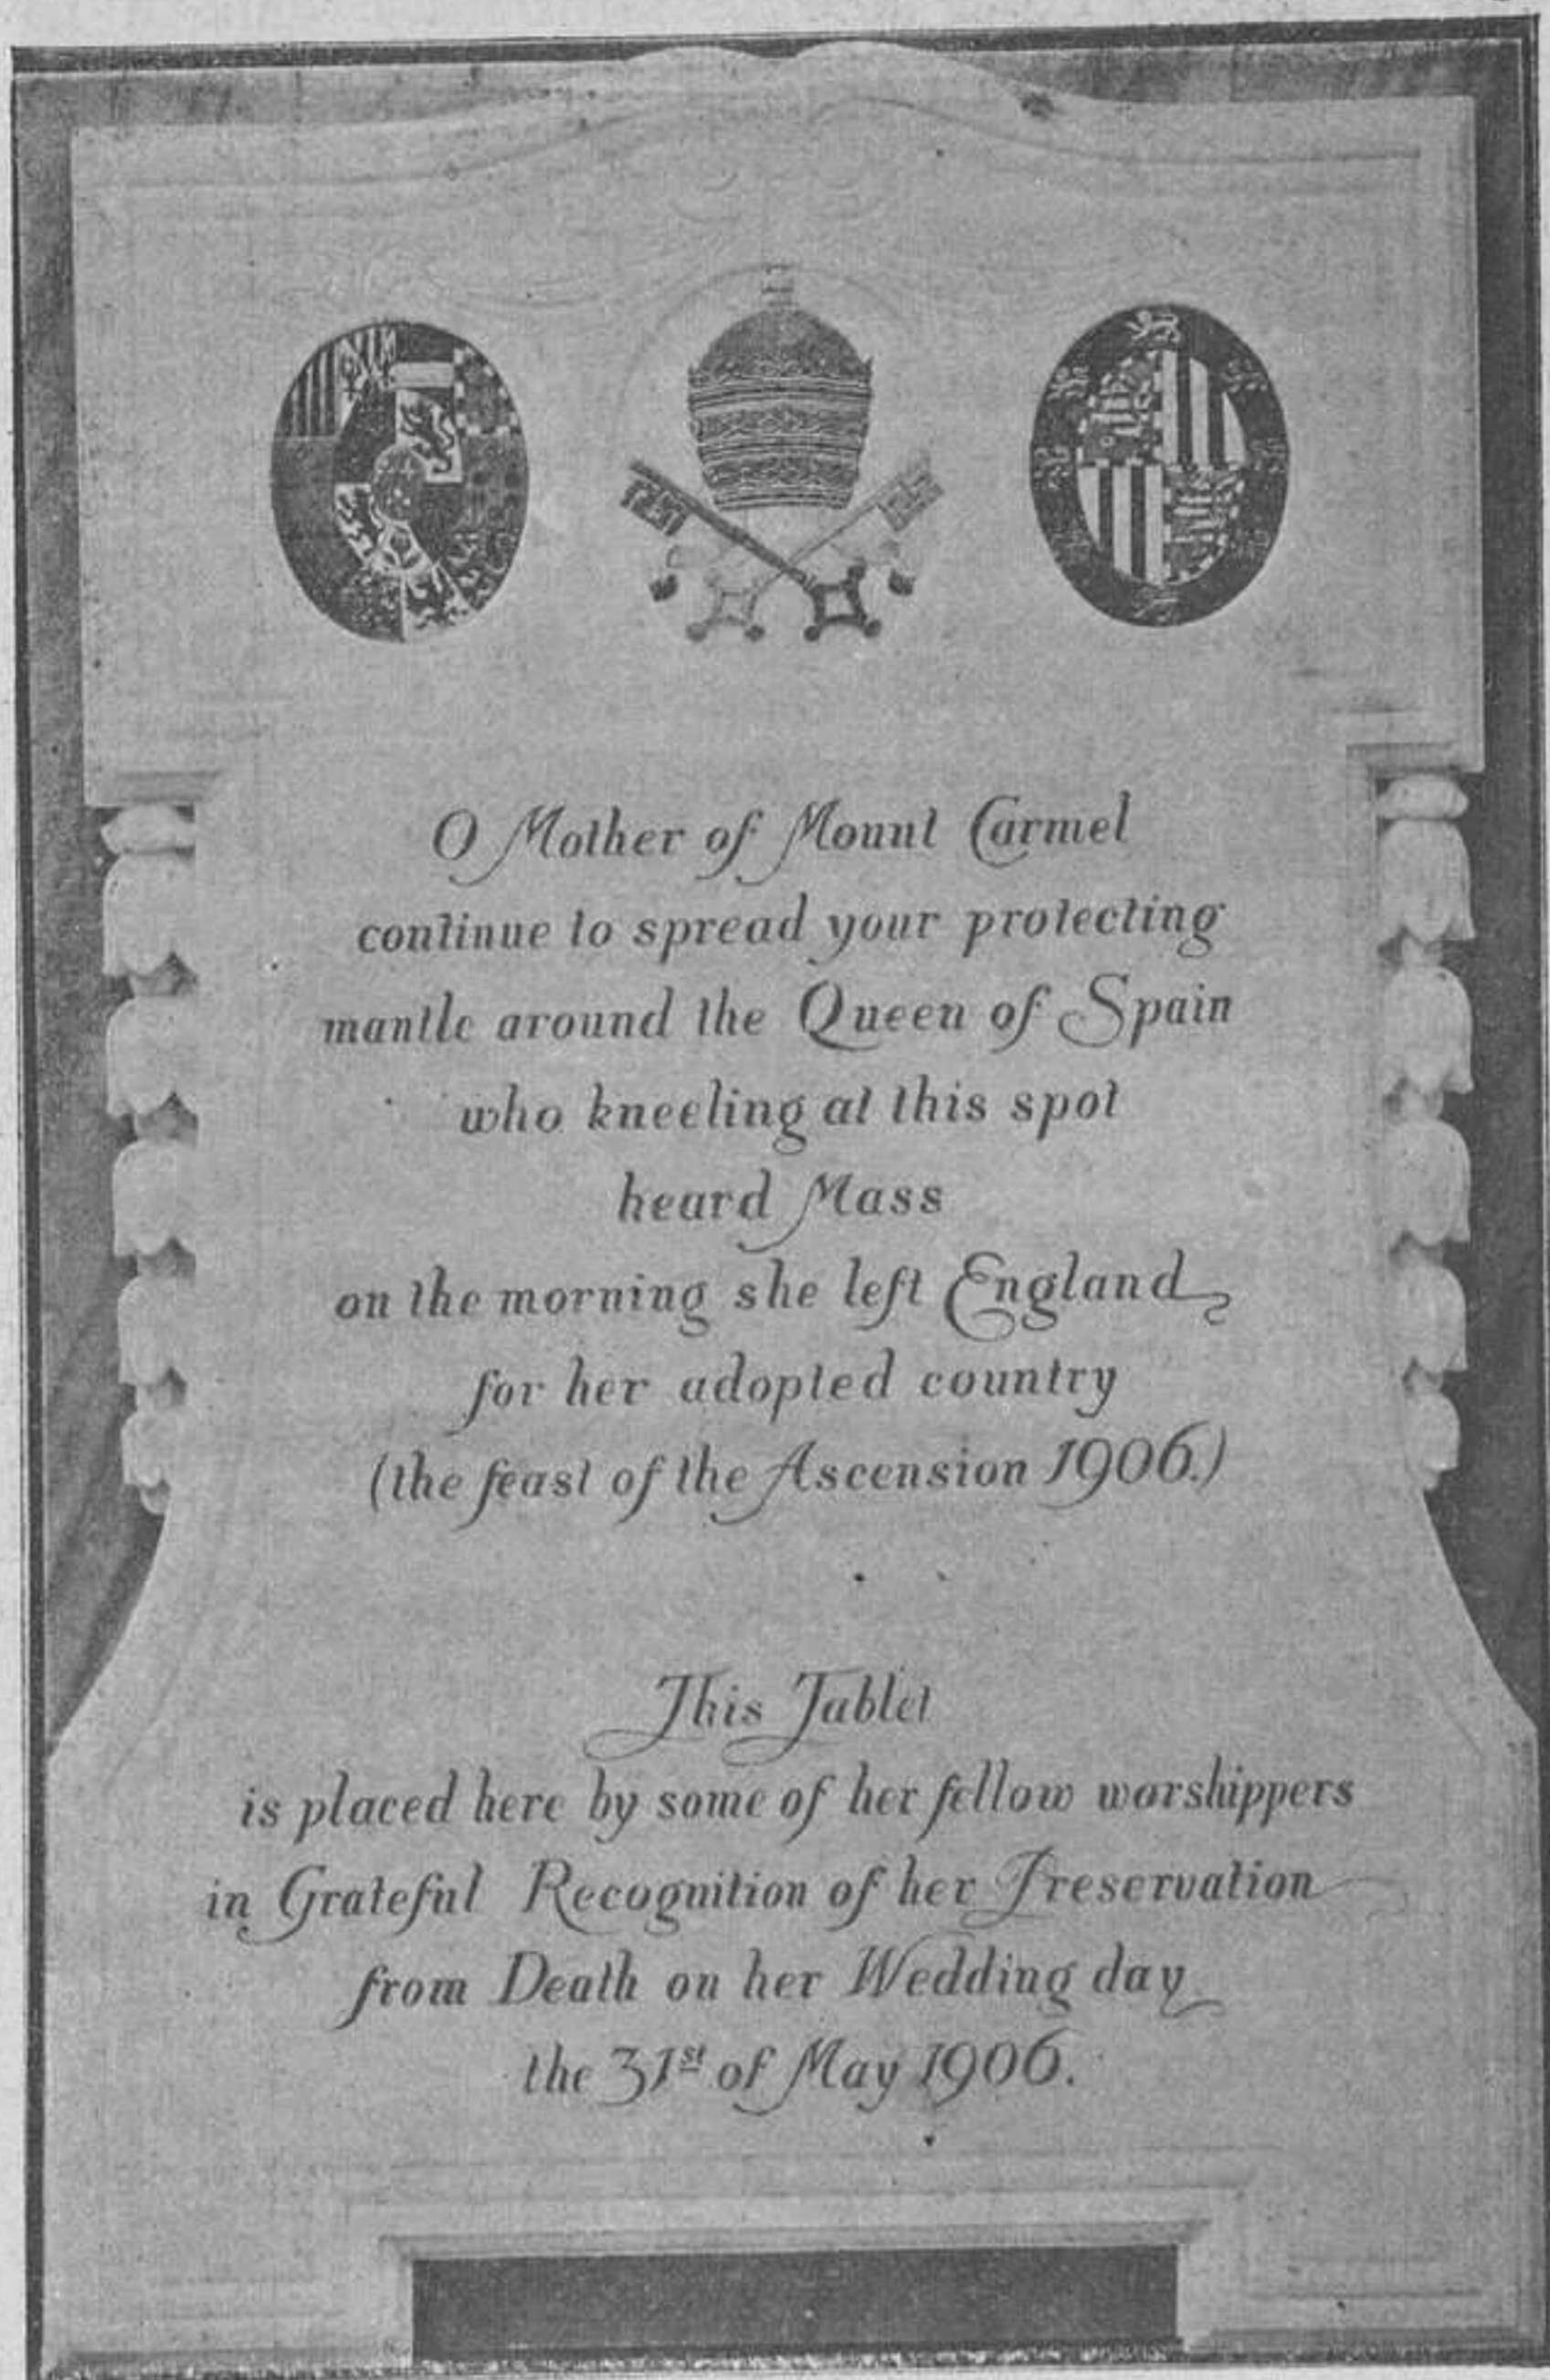 O Mother of Mount Carmel
continue to spread your protecting
mantle around the Queen of Spain
who kneeling at this spot
heard Mass
on the morning she left England
for her adopted country
(the feast of the Ascension 1906.)
This Tablet
is placed here by some of her fellow worshippers
in Grateful Recognition of her Preservation
from Death on her Wedding day
the 31st of May 1906.